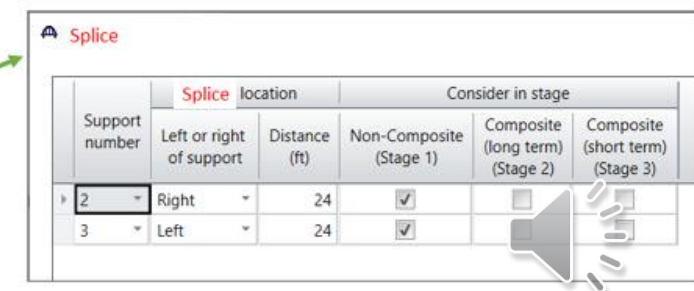 Splice
Splice location Consider in stage
Support number Left or right of support Distance (ft) Non-Composite (Stage 1) Composite (long term) (Stage 2) Composite (short term) (Stage 3)
2 Right 24
3 Left 24